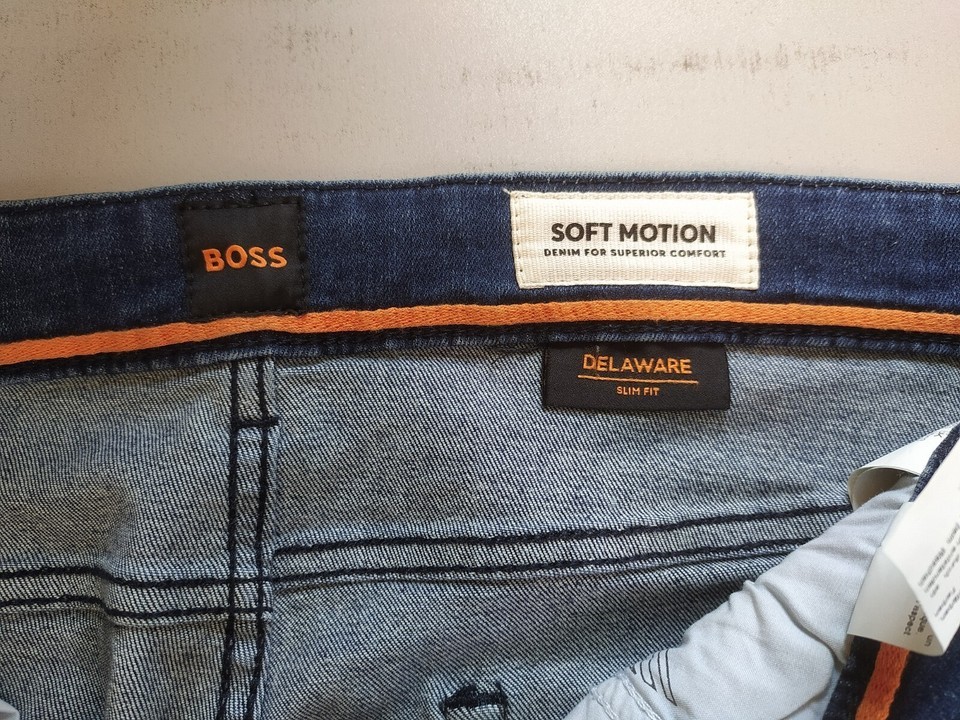 BOSS
SOFT MOTION
DENIM FOR SUPERIOR COMFORT
DELAWARE
SLIM FIT